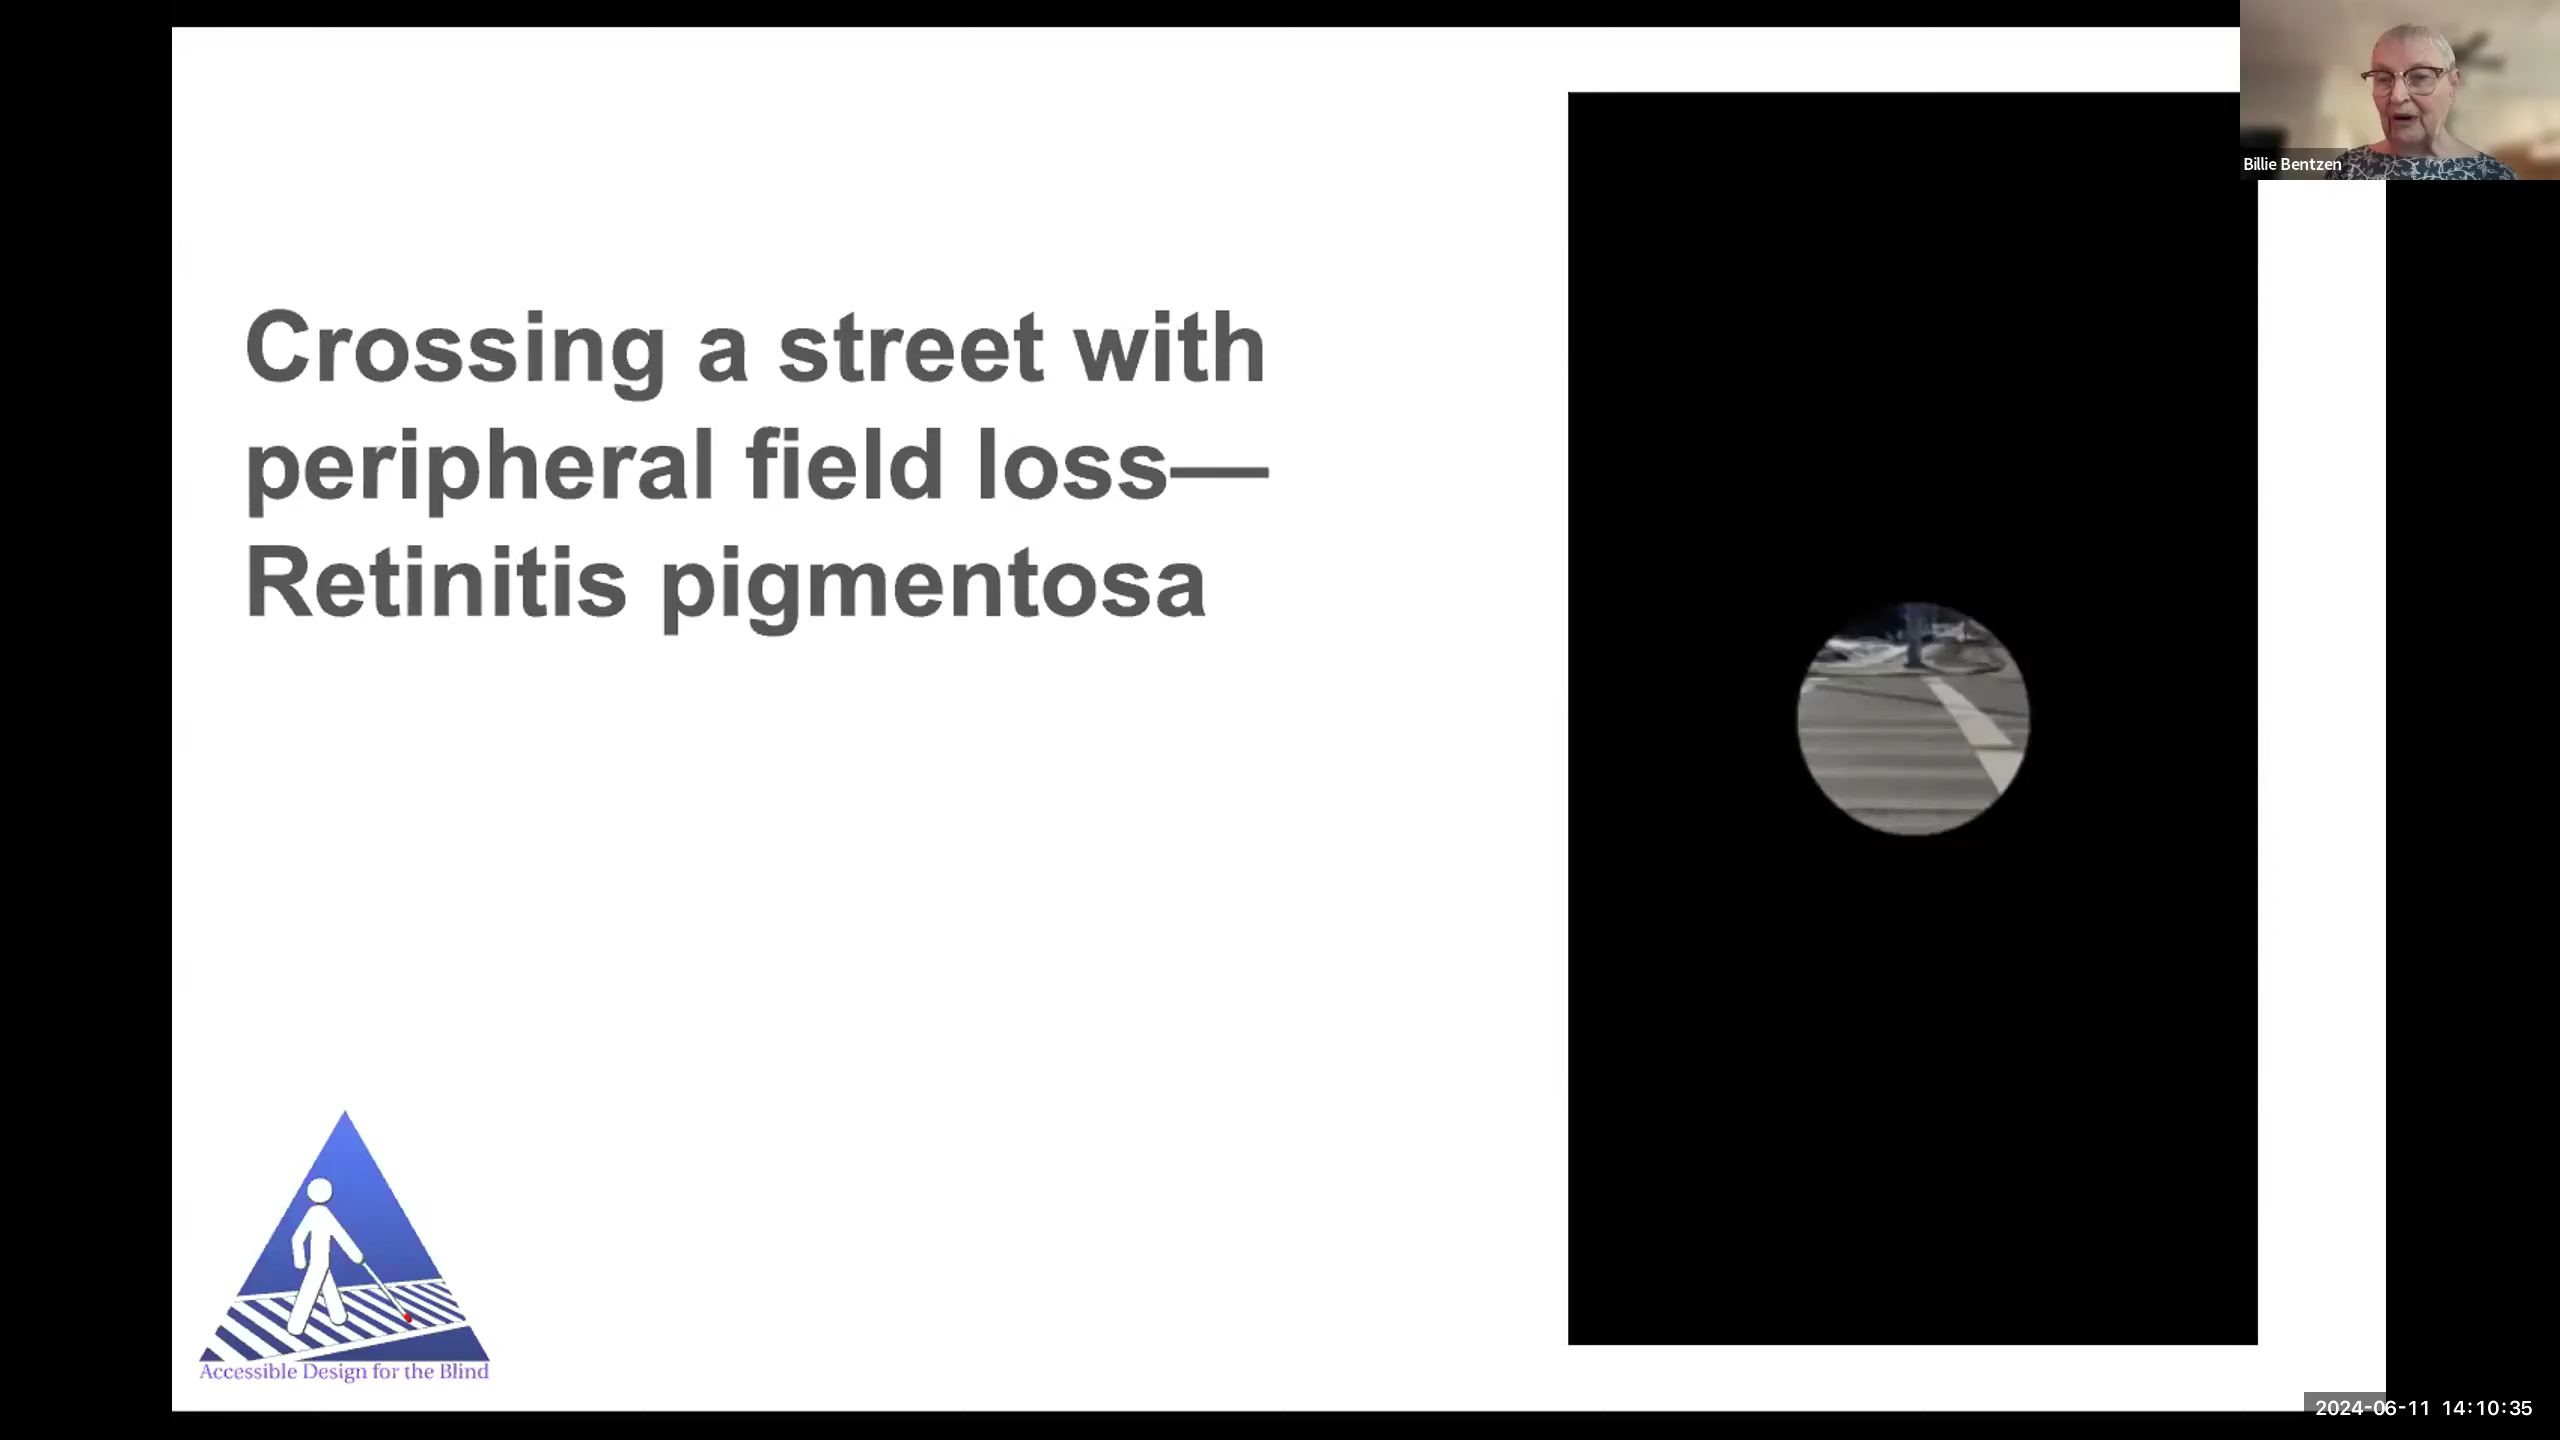 Crossing a street with
peripheral field loss—
Retinitis pigmentosa
Billie Bentzen
Accessible Design for the Blind
2024-06-11 14:10:35